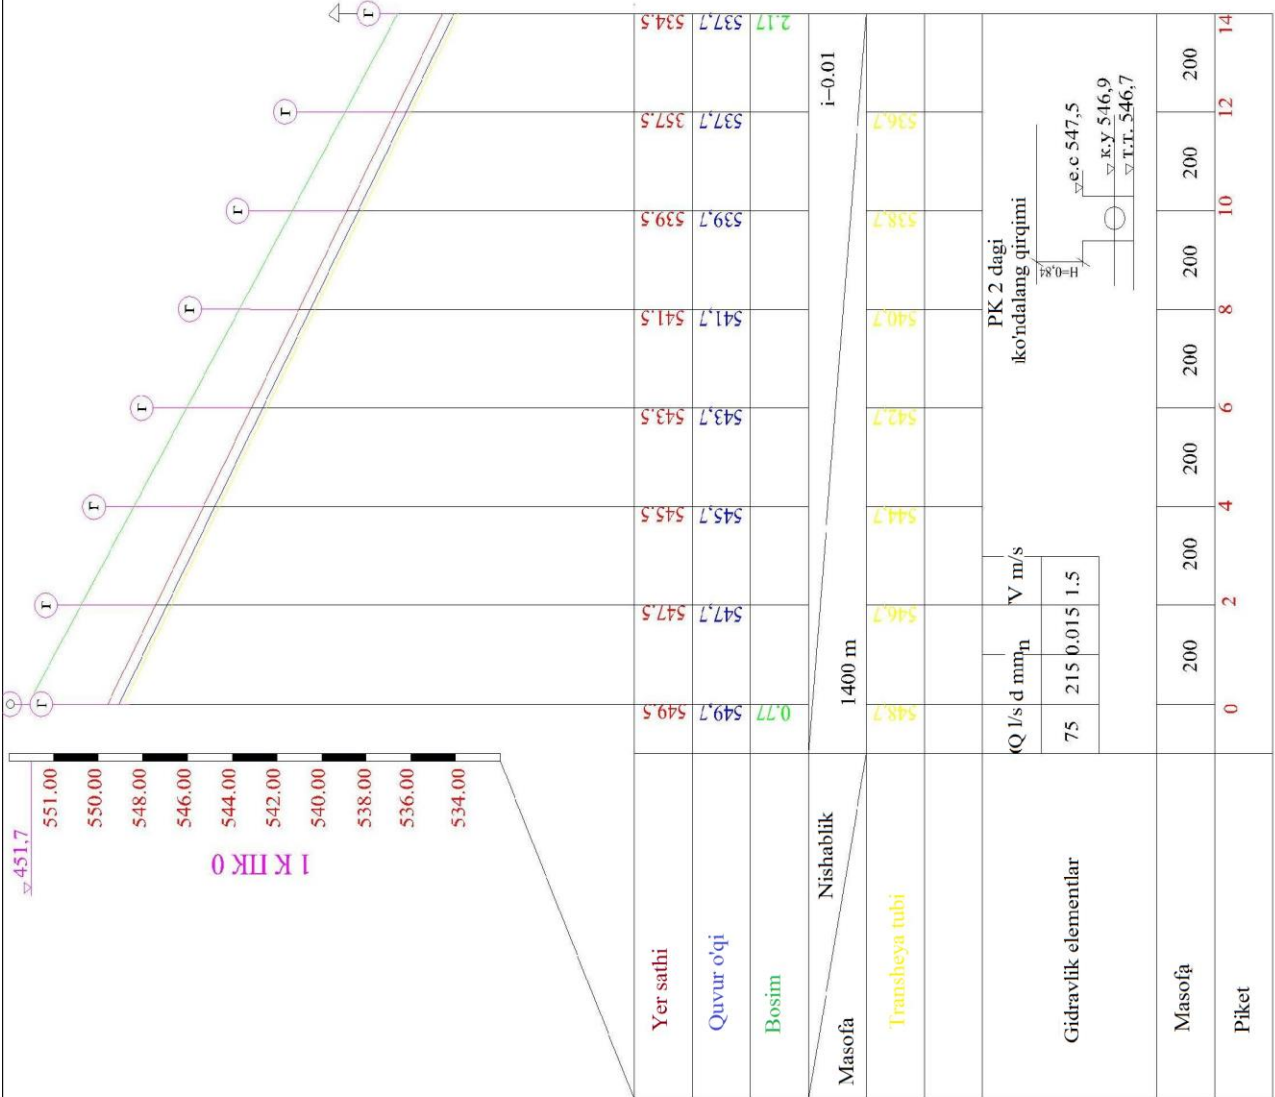 451,7
551.00
550.00
548.00
546.00
544.00
542.00
540.00
538.00
536.00
534.00
1 К ПК 0
Г Г Г Г Г Г Г Г
Yer sathi 549.5 547.5 545.5 543.5 541.5 539.5 357.5 534.5
Quvur o'qi 549.7 547.7 545.7 543.7 541.7 539.7 537.7 537.7
Bosim 0.77 2.17
Nishablik i=0.01
Masofa 1400 m
Transheya tubi 548.7 546.7 544.7 542.7 540.7 538.7 536.7
Gidravlik elementlar
Q l/s d mm n V m/s
75 215 0.015 1.5
PK 2 dagi
ko'ndalang qirqimi
H=0,84
e.c 547,5
к.у 546,9
т.т. 546,7
Masofa 200 200 200 200 200 200 200
Piket 0 2 4 6 8 10 12 14